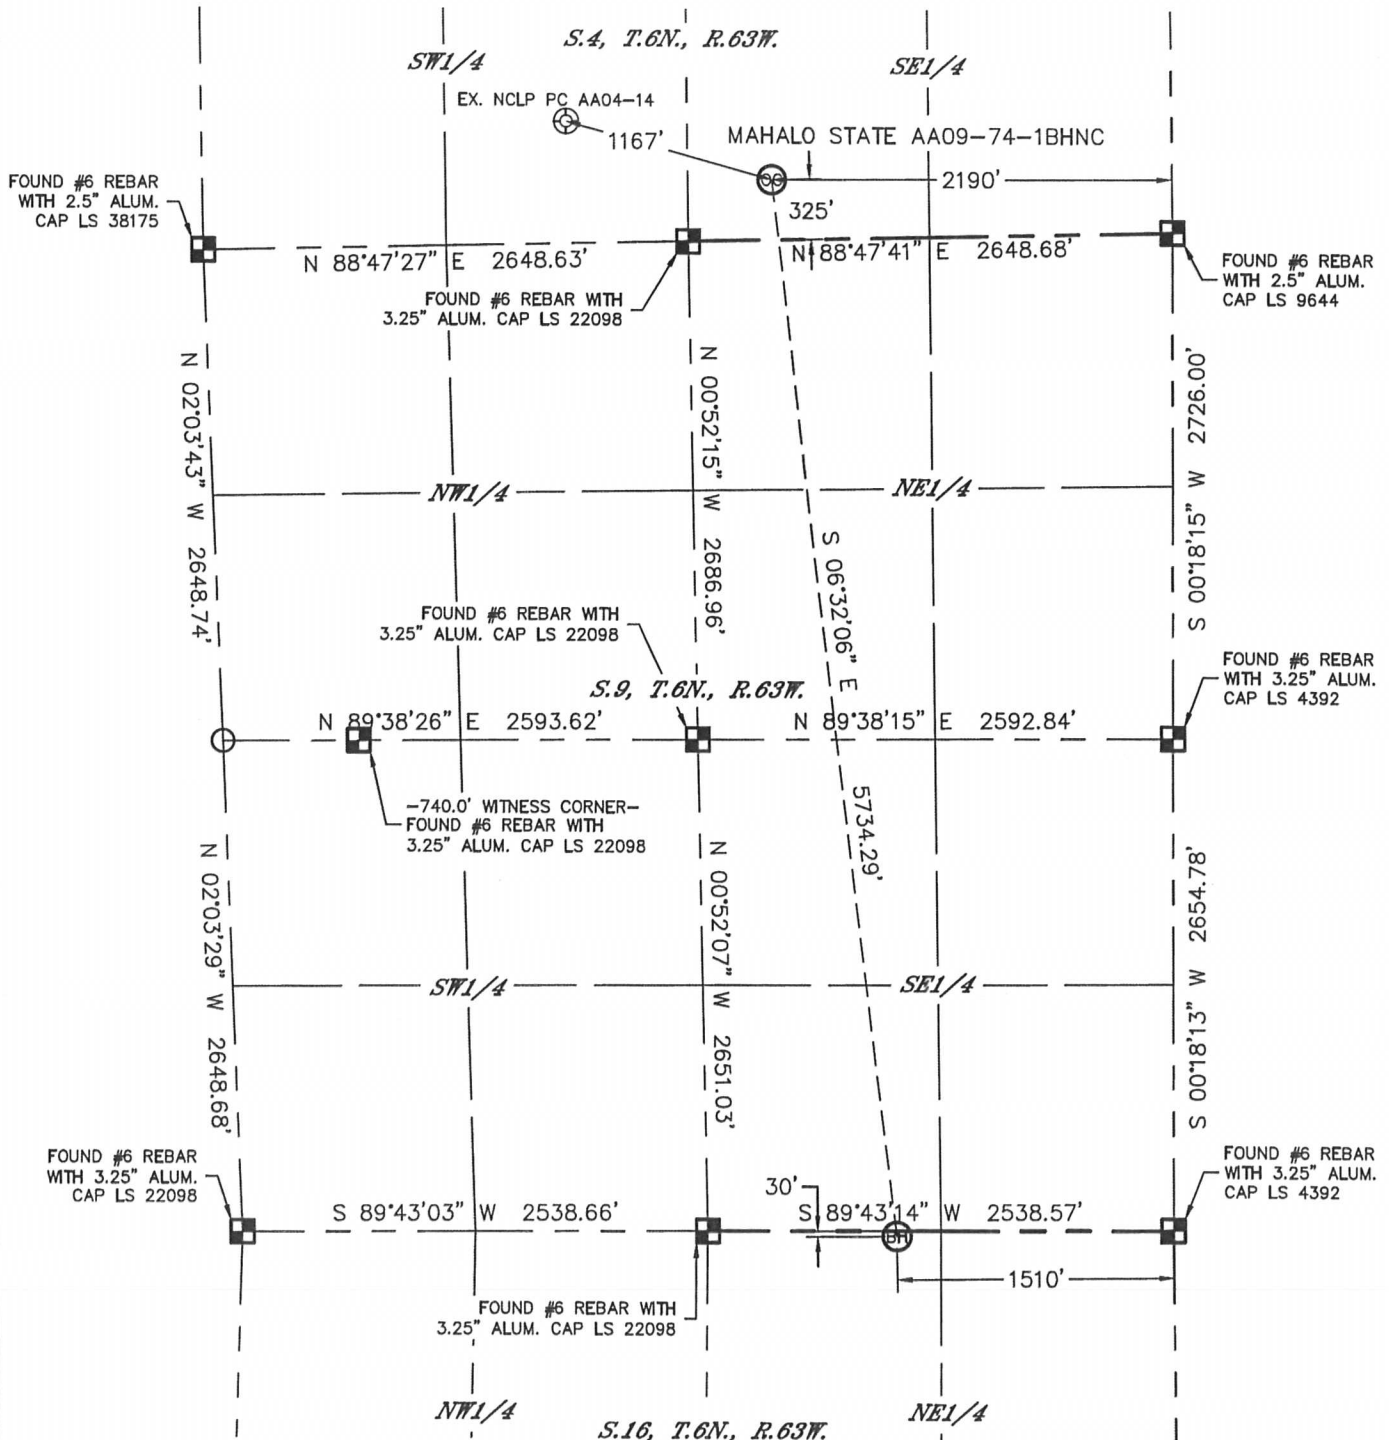 S.4, T.6N., R.63W.
SW1/4
SE1/4
EX. NCLP PC AA04-14
1167'
MAHALO STATE AA09-74-1BHNC
2190'
325'
FOUND #6 REBAR
WITH 2.5" ALUM.
CAP LS 38175
N 88°47'27" E 2648.63'
N 88°47'41" E 2648.68'
FOUND #6 REBAR
WITH 2.5" ALUM.
CAP LS 9644
FOUND #6 REBAR WITH
3.25" ALUM. CAP LS 22098
N 02°03'43" W 2648.74'
N 00°52'15" W 2686.96'
S 00°18'15" W 2726.00'
NW1/4
NE1/4
S 06°32'06" E 5734.29'
FOUND #6 REBAR WITH
3.25" ALUM. CAP LS 22098
S.9, T.6N., R.63W.
FOUND #6 REBAR
WITH 3.25" ALUM.
CAP LS 4392
N 89°38'26" E 2593.62'
N 89°38'15" E 2592.84'
-740.0' WITNESS CORNER-
FOUND #6 REBAR WITH
3.25" ALUM. CAP LS 22098
N 02°03'29" W 2648.68'
N 00°52'07" W 2651.03'
S 00°18'13" W 2654.78'
SW1/4
SE1/4
FOUND #6 REBAR
WITH 3.25" ALUM.
CAP LS 22098
30'
S 89°43'03" W 2538.66'
S 89°43'14" W 2538.57'
BH
FOUND #6 REBAR
WITH 3.25" ALUM.
CAP LS 4392
1510'
FOUND #6 REBAR WITH
3.25" ALUM. CAP LS 22098
NW1/4
NE1/4
S.16, T.6N., R.63W.